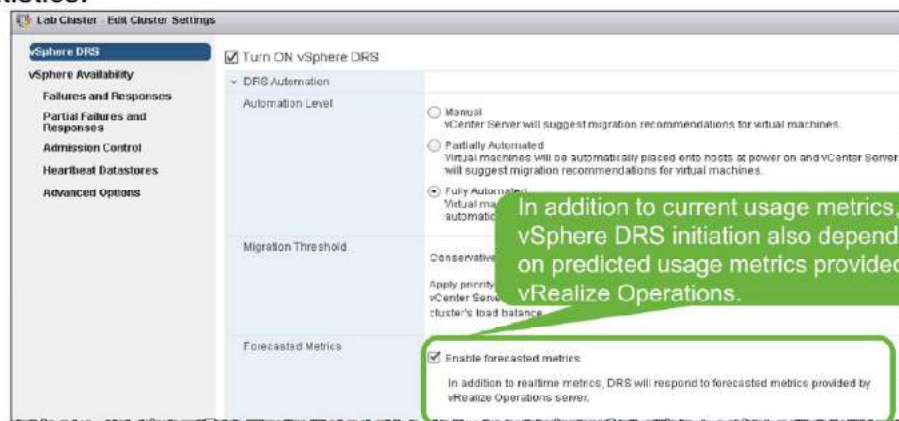 Lab Cluster - Edit Cluster Settings
vSphere DRS
vSphere Availability
Failures and Responses
Partial Failures and
Responses
Admission Control
Heartbeat Datastores
Advanced Options
Turn ON vSphere DRS
DRS Automation
Automation Level
Manual
vCenter Server will suggest migration recommendations for virtual machines.
Partially Automated
Virtual machines will be automatically placed onto hosts at power on and vCenter Server
will suggest migration recommendations for virtual machines.
Fully Automated
Virtual
In addition to current usage metrics,
vSphere DRS initiation also depend
on predicted usage metrics provided
vRealize Operations.
Migration Threshold
Conservative
Apply priority
vCenter
cluster's load balance.
Forecasted Metrics
Enable forecasted metrics
In addition to realtime metrics, DRS will respond to forecasted metrics provided by
vRealize Operations server.